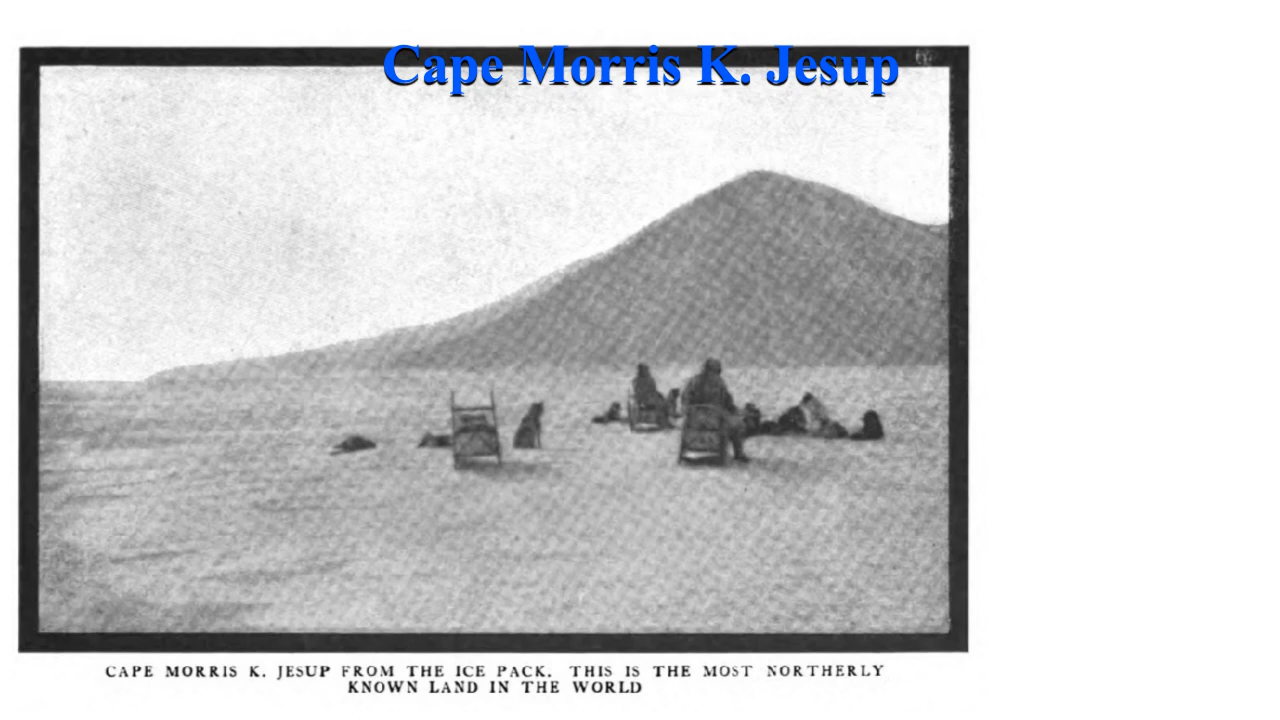 Cape Morris K. Jesup
CAPE MORRIS K. JESUP FROM THE ICE PACK. THIS IS THE MOST NORTHERLY
KNOWN LAND IN THE WORLD